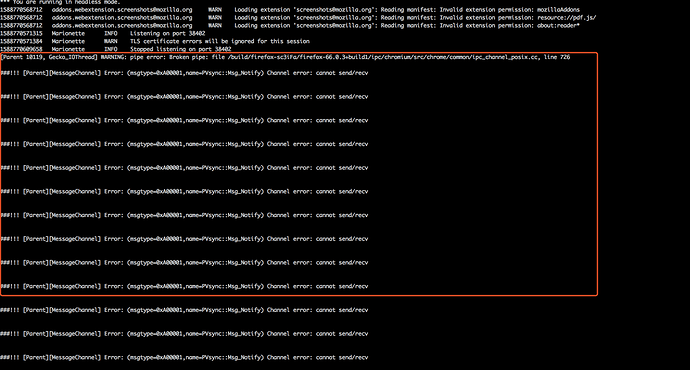 *** You are running in headless mode.
1588770568712 addons.webextension.screenshots@mozilla.org WARN Loading extension 'screenshots@mozilla.org': Reading manifest: Invalid extension permission: mozillaAddons
1588770568712 addons.webextension.screenshots@mozilla.org WARN Loading extension 'screenshots@mozilla.org': Reading manifest: Invalid extension permission: resource://pdf.js/
1588770568712 addons.webextension.screenshots@mozilla.org WARN Loading extension 'screenshots@mozilla.org': Reading manifest: Invalid extension permission: about:reader*
1588770571315 Marionette INFO Listening on port 38402
1588770571384 Marionette WARN TLS certificate errors will be ignored for this session
1588770609658 Marionette INFO Stopped listening on port 38402
[Parent 10119, Gecko_IOThread] WARNING: pipe error: Broken pipe: file /build/firefox-sc3iFa/firefox-66.0.3+build1/ipc/chromium/src/chrome/common/ipc_channel_posix.cc, line 726
###!!! [Parent][MessageChannel] Error: (msgtype=0xA00001,name=PVsync::Msg_Notify) Channel error: cannot send/recv
###!!! [Parent][MessageChannel] Error: (msgtype=0xA00001,name=PVsync::Msg_Notify) Channel error: cannot send/recv
###!!! [Parent][MessageChannel] Error: (msgtype=0xA00001,name=PVsync::Msg_Notify) Channel error: cannot send/recv
###!!! [Parent][MessageChannel] Error: (msgtype=0xA00001,name=PVsync::Msg_Notify) Channel error: cannot send/recv
###!!! [Parent][MessageChannel] Error: (msgtype=0xA00001,name=PVsync::Msg_Notify) Channel error: cannot send/recv
###!!! [Parent][MessageChannel] Error: (msgtype=0xA00001,name=PVsync::Msg_Notify) Channel error: cannot send/recv
###!!! [Parent][MessageChannel] Error: (msgtype=0xA00001,name=PVsync::Msg_Notify) Channel error: cannot send/recv
###!!! [Parent][MessageChannel] Error: (msgtype=0xA00001,name=PVsync::Msg_Notify) Channel error: cannot send/recv
###!!! [Parent][MessageChannel] Error: (msgtype=0xA00001,name=PVsync::Msg_Notify) Channel error: cannot send/recv
###!!! [Parent][MessageChannel] Error: (msgtype=0xA00001,name=PVsync::Msg_Notify) Channel error: cannot send/recv
###!!! [Parent][MessageChannel] Error: (msgtype=0xA00001,name=PVsync::Msg_Notify) Channel error: cannot send/recv
###!!! [Parent][MessageChannel] Error: (msgtype=0xA00001,name=PVsync::Msg_Notify) Channel error: cannot send/recv
###!!! [Parent][MessageChannel] Error: (msgtype=0xA00001,name=PVsync::Msg_Notify) Channel error: cannot send/recv